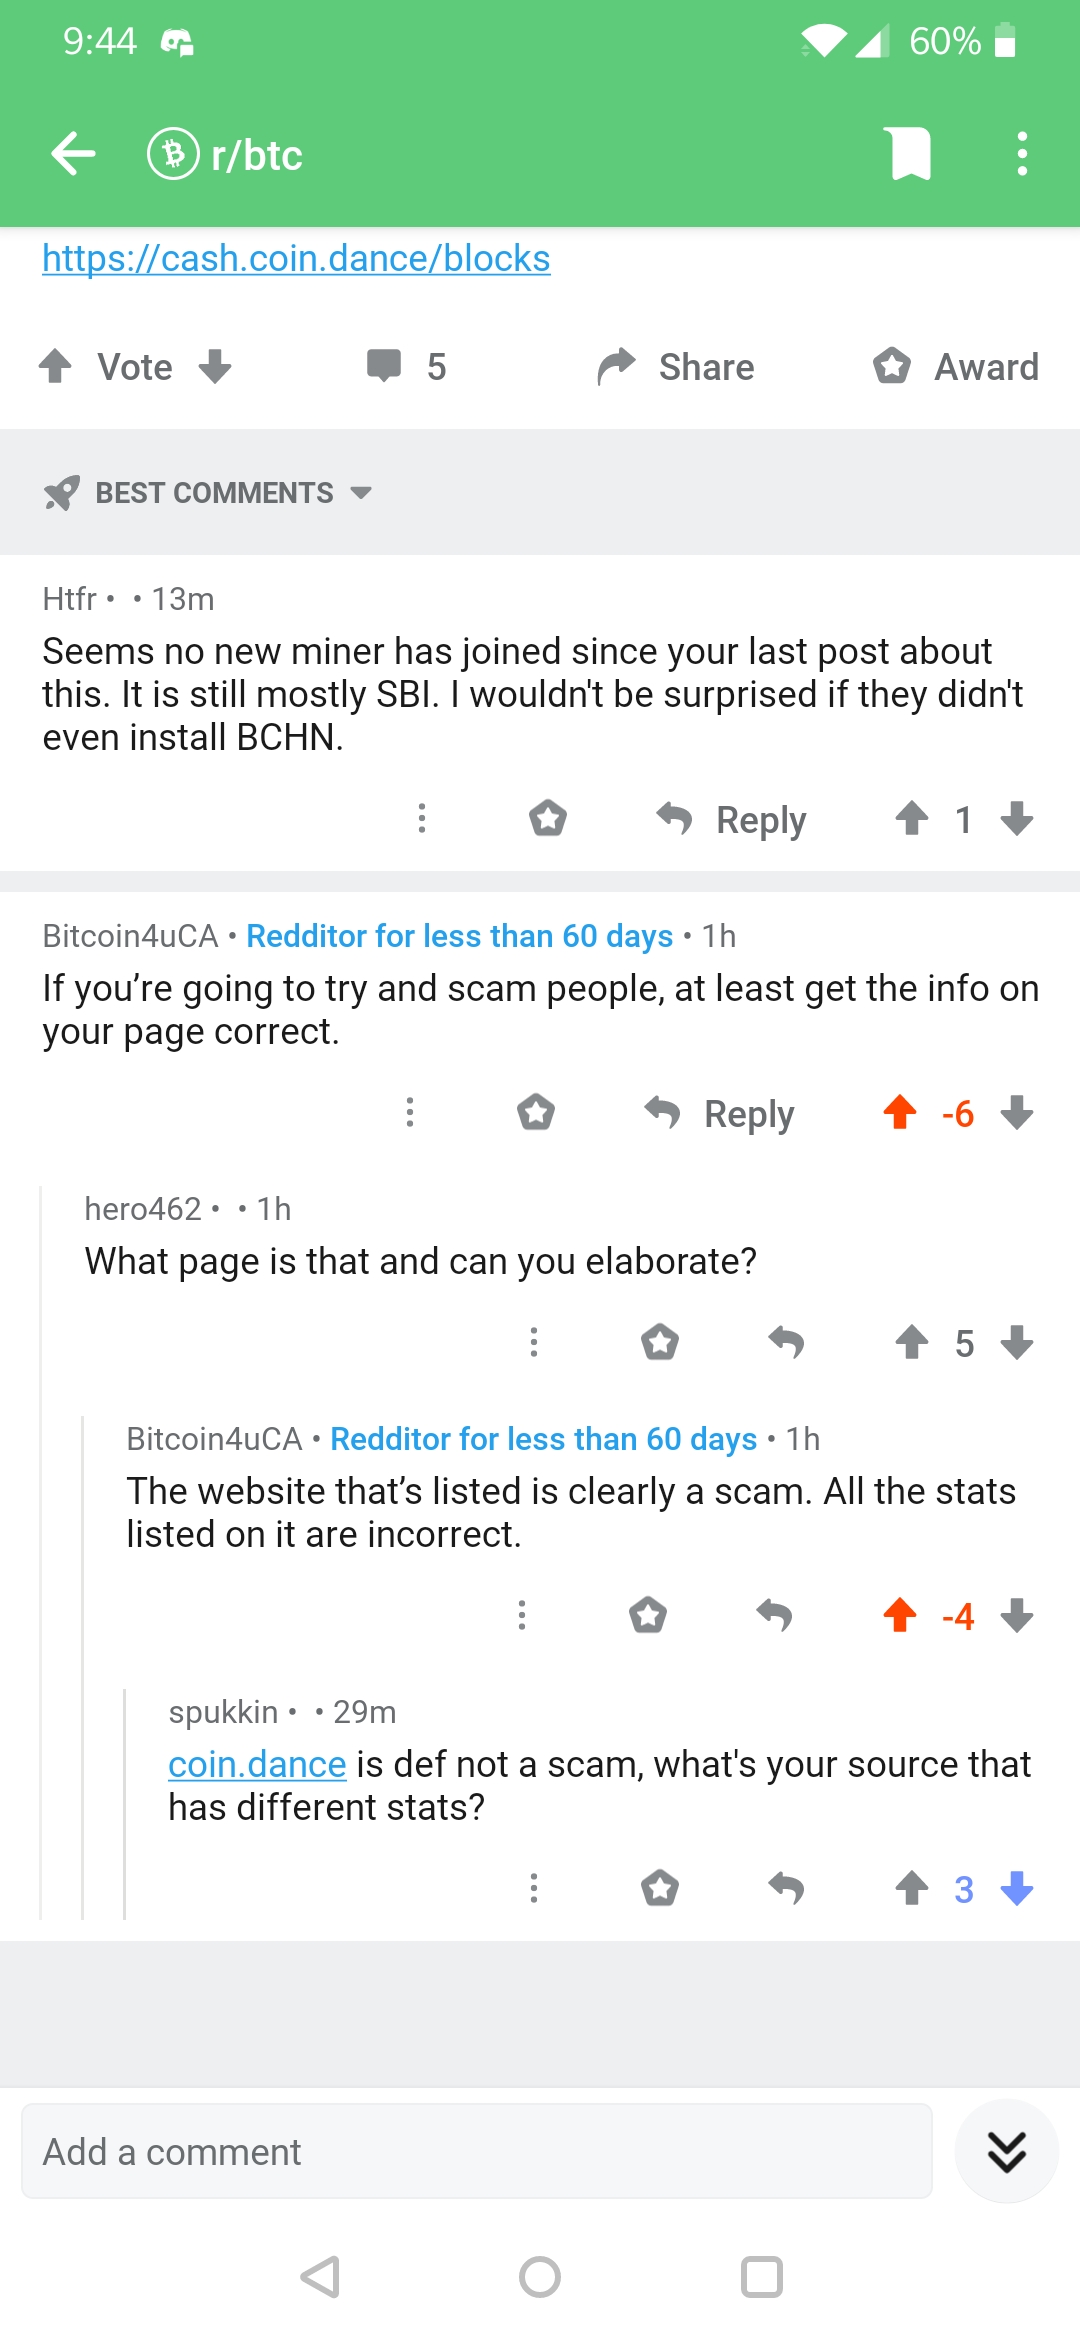 9:44 60%
r/btc
https://cash.coin.dance/blocks
Vote 5 Share Award
BEST COMMENTS
Htfr • • 13m
Seems no new miner has joined since your last post about
this. It is still mostly SBI. I wouldn't be surprised if they didn't
even install BCHN.
Reply 1
Bitcoin4uCA • Redditor for less than 60 days • 1h
If you’re going to try and scam people, at least get the info on
your page correct.
Reply -6
hero462 • • 1h
What page is that and can you elaborate?
5
Bitcoin4uCA • Redditor for less than 60 days • 1h
The website that’s listed is clearly a scam. All the stats
listed on it are incorrect.
-4
spukkin • • 29m
coin.dance is def not a scam, what's your source that
has different stats?
3
Add a comment